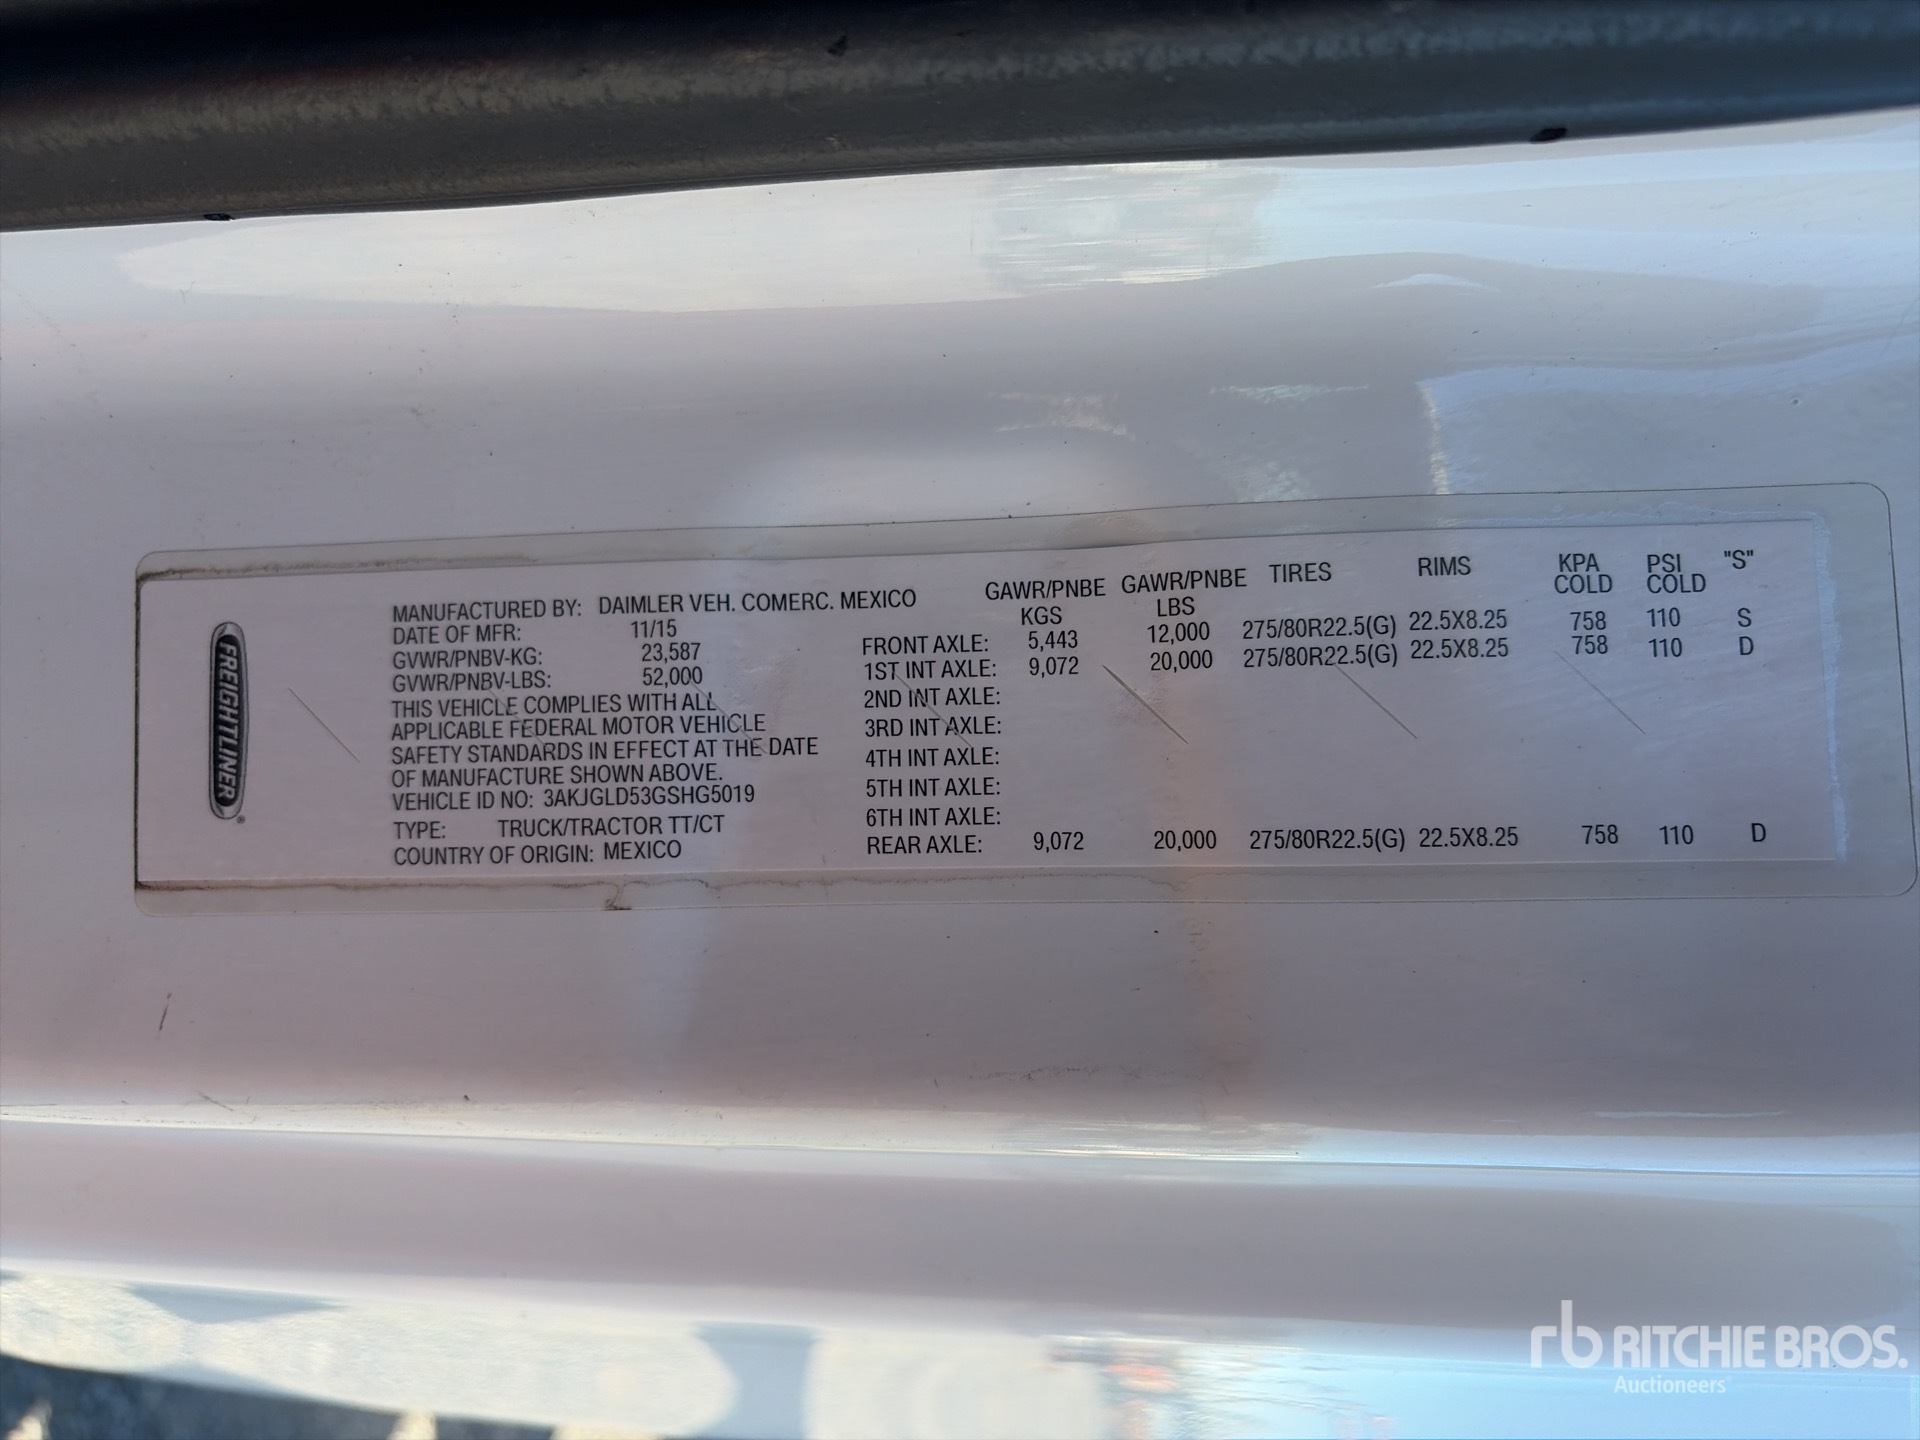 FREIGHTLINER®
MANUFACTURED BY: DAIMLER VEH. COMERC. MEXICO
DATE OF MFR: 11/15
GVWR/PNBV-KG: 23,587
GVWR/PNBV-LBS: 52,000
THIS VEHICLE COMPLIES WITH ALL
APPLICABLE FEDERAL MOTOR VEHICLE
SAFETY STANDARDS IN EFFECT AT THE DATE
OF MANUFACTURE SHOWN ABOVE.
VEHICLE ID NO: 3AKJGLD53GSHG5019
TYPE: TRUCK/TRACTOR TT/CT
COUNTRY OF ORIGIN: MEXICO
GAWR/PNBE GAWR/PNBE TIRES RIMS KPA PSI "S"
KGS LBS COLD COLD
FRONT AXLE: 5,443 12,000 275/80R22.5(G) 22.5X8.25 758 110 S
1ST INT AXLE: 9,072 20,000 275/80R22.5(G) 22.5X8.25 758 110 D
2ND INT AXLE:
3RD INT AXLE:
4TH INT AXLE:
5TH INT AXLE:
6TH INT AXLE:
REAR AXLE: 9,072 20,000 275/80R22.5(G) 22.5X8.25 758 110 D
rb RITCHIE BROS.
Auctioneers